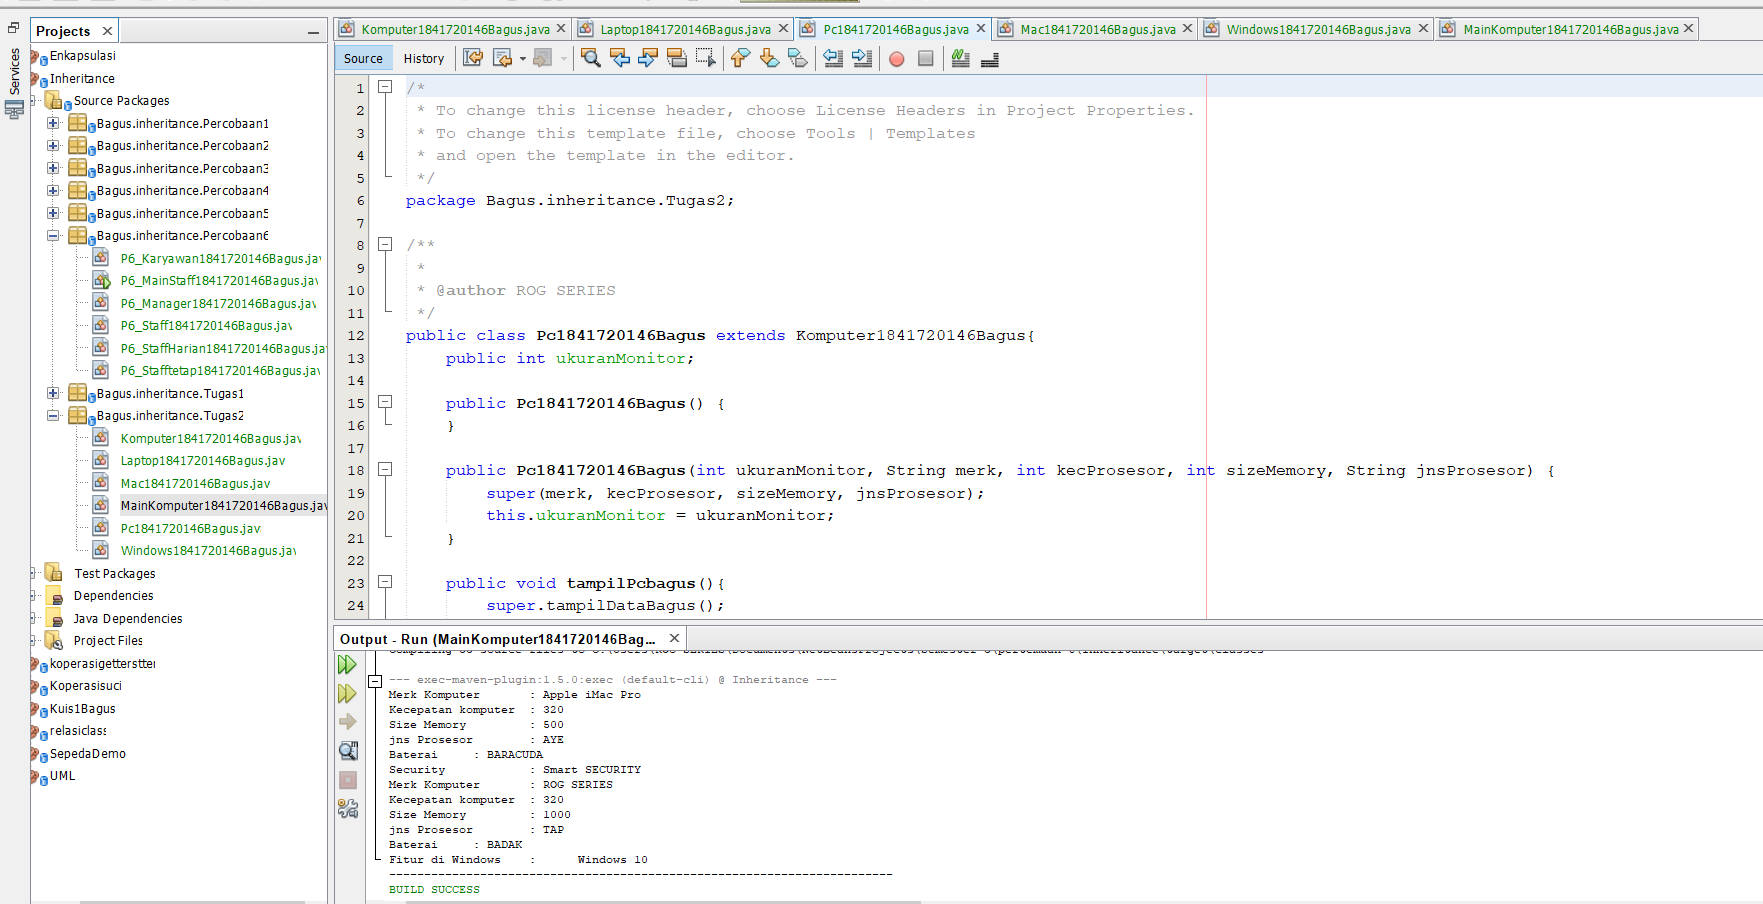 Services
Projects
Enkapsulasi
Inheritance
Source Packages
Bagus.inheritance.Percobaan1
Bagus.inheritance.Percobaan2
Bagus.inheritance.Percobaan3
Bagus.inheritance.Percobaan4
Bagus.inheritance.Percobaan5
Bagus.inheritance.Percobaan6
P6_Karyawan1841720146Bagus.jav
P6_MainStaff1841720146Bagus.jav
P6_Manager1841720146Bagus.jav
P6_Staff1841720146Bagus.jav
P6_StaffHarian1841720146Bagus.jav
P6_Stafftetap1841720146Bagus.jav
Bagus.inheritance.Tugas1
Bagus.inheritance.Tugas2
Komputer1841720146Bagus.jav
Laptop1841720146Bagus.jav
Mac1841720146Bagus.jav
MainKomputer1841720146Bagus.jav
Pc1841720146Bagus.jav
Windows1841720146Bagus.jav
Test Packages
Dependencies
Java Dependencies
Project Files
koperasigetterstter
Koperasisuci
Kuis1Bagus
relasiclass
SepedaDemo
UML
Komputer1841720146Bagus.java Laptop1841720146Bagus.java Pc1841720146Bagus.java Mac1841720146Bagus.java Windows1841720146Bagus.java MainKomputer1841720146Bagus.java
Source History
1 /*
2 * To change this license header, choose License Headers in Project Properties.
3 * To change this template file, choose Tools | Templates
4 * and open the template in the editor.
5 */
6 package Bagus.inheritance.Tugas2;
7
8 /**
9 *
10 * @author ROG SERIES
11 */
12 public class Pc1841720146Bagus extends Komputer1841720146Bagus{
13 public int ukuranMonitor;
14
15 public Pc1841720146Bagus() {
16 }
17
18 public Pc1841720146Bagus(int ukuranMonitor, String merk, int kecProsesor, int sizeMemory, String jnsProsesor) {
19 super(merk, kecProsesor, sizeMemory, jnsProsesor);
20 this.ukuranMonitor = ukuranMonitor;
21 }
22
23 public void tampilPcbagus(){
24 super.tampilDataBagus();
Output - Run (MainKomputer1841720146Bag...
--- exec-maven-plugin:1.5.0:exec (default-cli) @ Inheritance ---
Merk Komputer : Apple iMac Pro
Kecepatan komputer : 320
Size Memory : 500
jns Prosesor : AYE
Baterai : BARACUDA
Security : Smart SECURITY
Merk Komputer : ROG SERIES
Kecepatan komputer : 320
Size Memory : 1000
jns Prosesor : TAP
Baterai : BADAK
Fitur di Windows : Windows 10
------------------------------------------------------------------------
BUILD SUCCESS